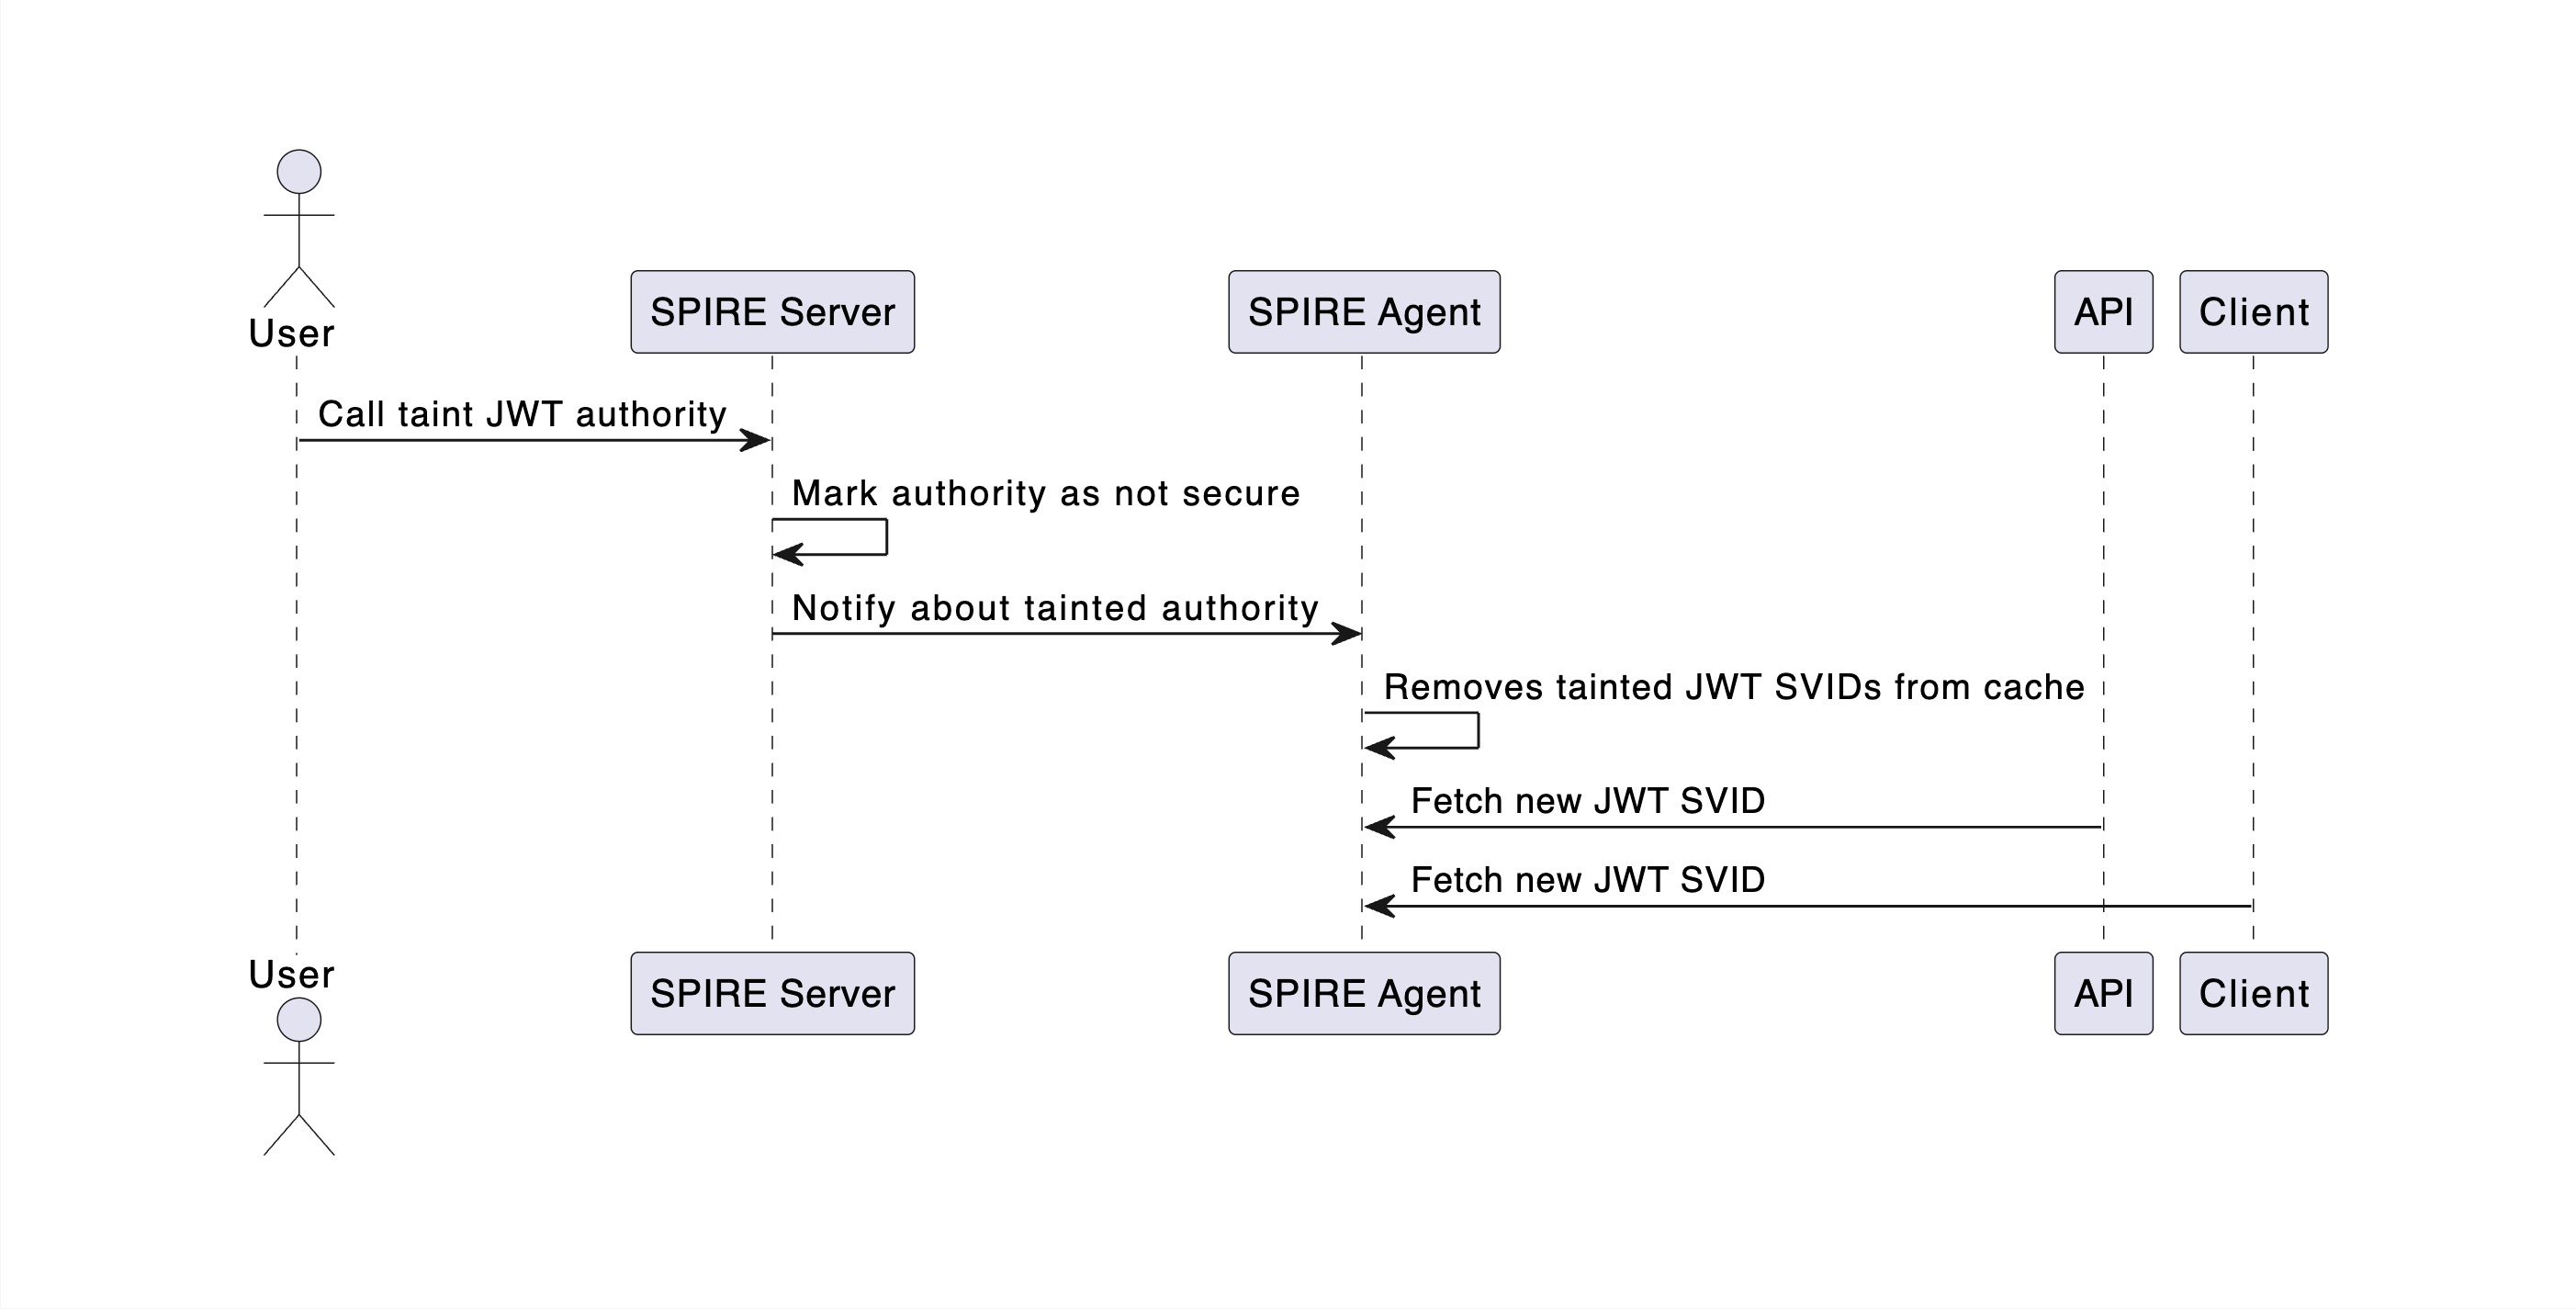 User
SPIRE Server
SPIRE Agent
API
Client
Call taint JWT authority
Mark authority as not secure
Notify about tainted authority
Removes tainted JWT SVIDs from cache
Fetch new JWT SVID
Fetch new JWT SVID
User
SPIRE Server
SPIRE Agent
API
Client